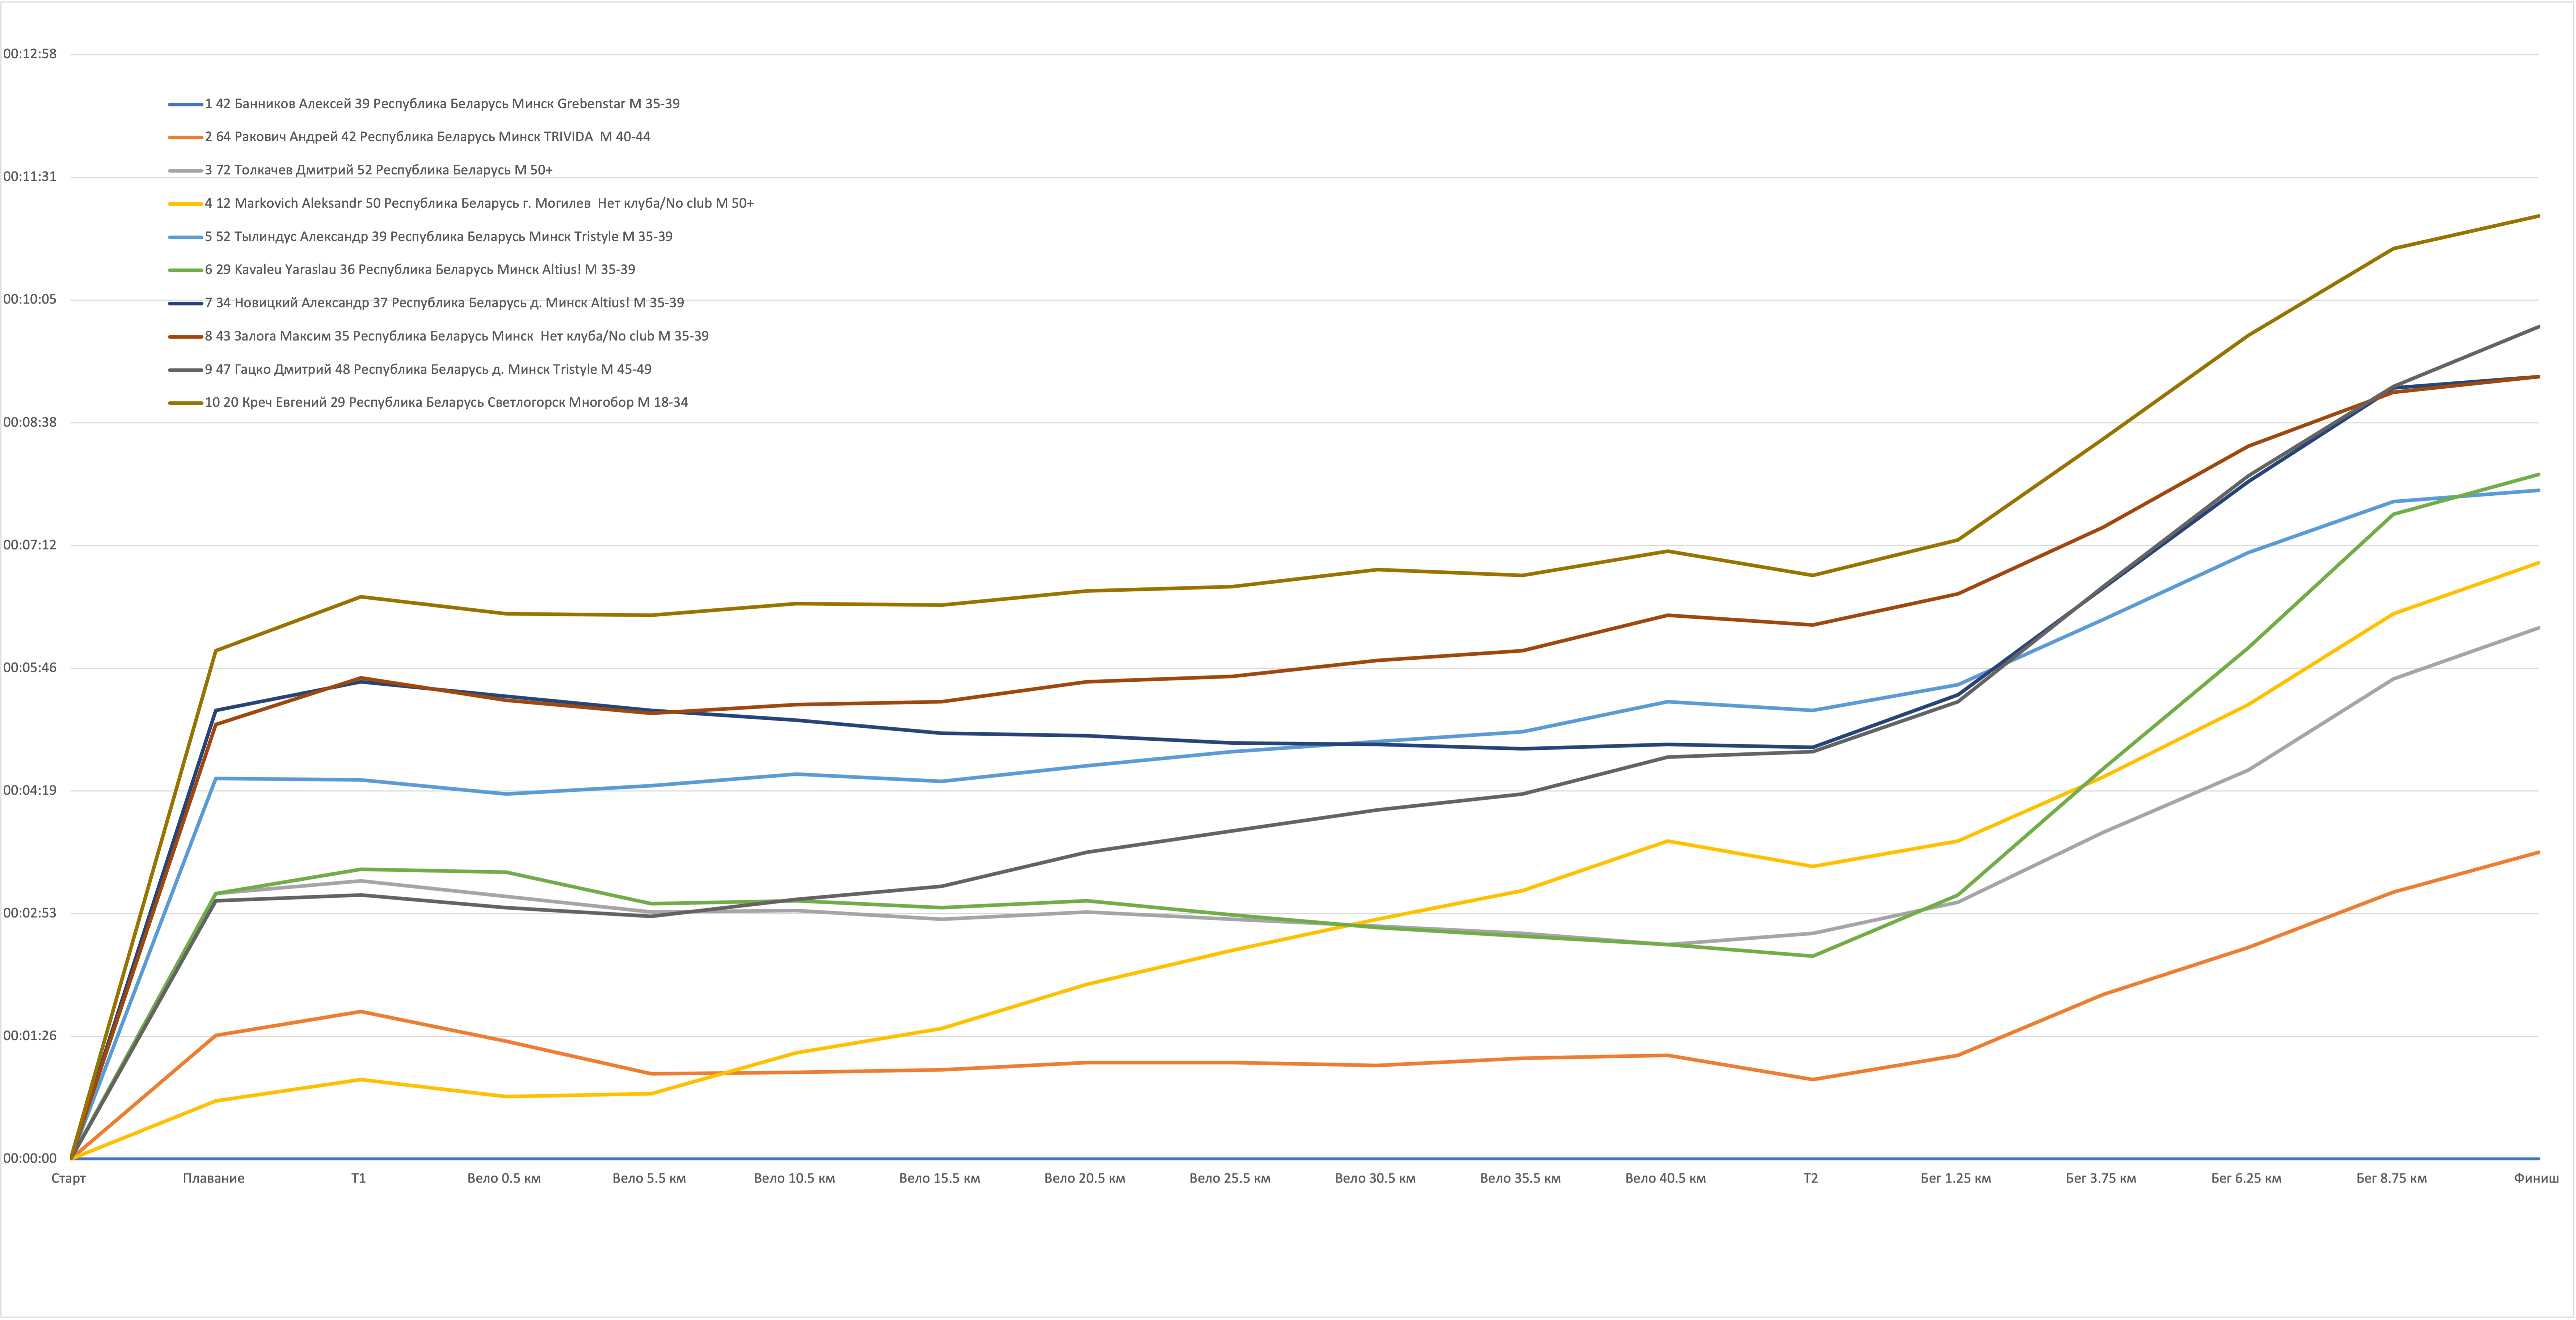 00:12:58
1 42 Банников Алексей 39 Республика Беларусь Минск Grebenstar М 35-39
2 64 Ракович Андрей 42 Республика Беларусь Минск TRIVIDA  М 40-44
00:11:31
3 72 Толкачев Дмитрий 52 Республика Беларусь М 50+
4 12 Markovich Aleksandr 50 Республика Беларусь г. Могилев  Нет клуба/No club М 50+
5 52 Тылиндус Александр 39 Республика Беларусь Минск Tristyle М 35-39
6 29 Kavaleu Yaraslau 36 Республика Беларусь Минск Altius! М 35-39
00:10:05
7 34 Новицкий Александр 37 Республика Беларусь д. Минск Altius! М 35-39
8 43 Залога Максим 35 Республика Беларусь Минск  Нет клуба/No club М 35-39
9 47 Гацко Дмитрий 48 Республика Беларусь д. Минск Tristyle М 45-49
10 20 Креч Евгений 29 Республика Беларусь Светлогорск Многобор М 18-34
00:08:38
00:07:12
00:05:46
00:04:19
00:02:53
00:01:26
00:00:00
Старт Плавание Т1 Вело 0.5 км Вело 5.5 км Вело 10.5 км Вело 15.5 км Вело 20.5 км Вело 25.5 км Вело 30.5 км Вело 35.5 км Вело 40.5 км Т2 Бег 1.25 км Бег 3.75 км Бег 6.25 км Бег 8.75 км Финиш